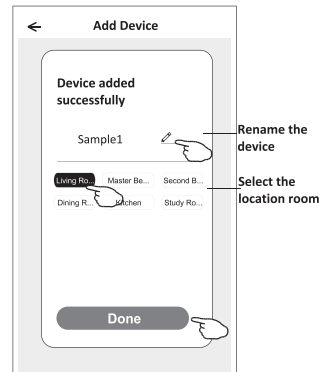 ← Add Device
Device added
successfully
Sample1
Rename the
device
Living Ro... Master Be... Second B...
Select the
location room
Dining R... Kitchen Study Ro...
Done